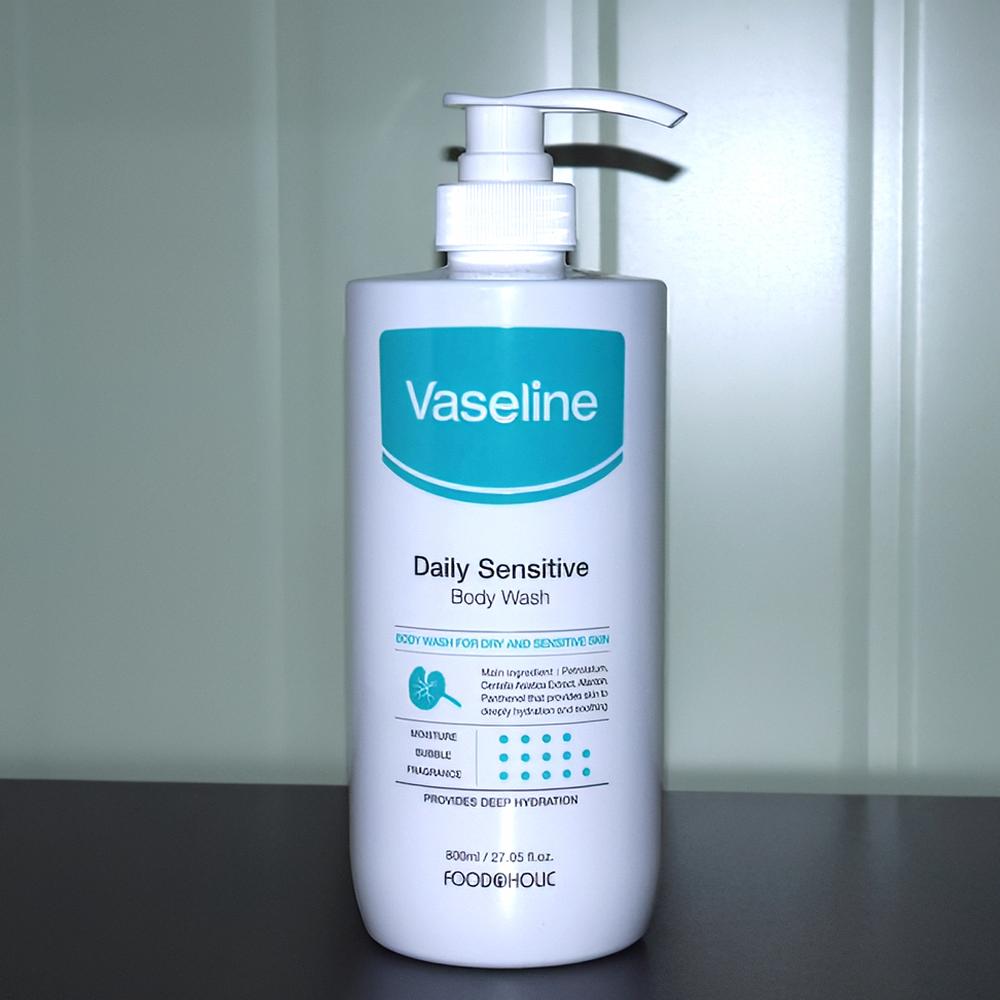 Vaseline
Daily Sensitive
Body Wash
BODY WASH FOR DRY AND SENSITIVE SKIN
Main ingredient | Petrolatum,
Centella Asiatica Extract,
Panthenol that provides skin to
deeply hydration and soothing
MOISTURE
BUBBLE
FRAGRANCE
PROVIDES DEEP HYDRATION
800ml / 27.05 fl.oz.
FOODOHOLIC